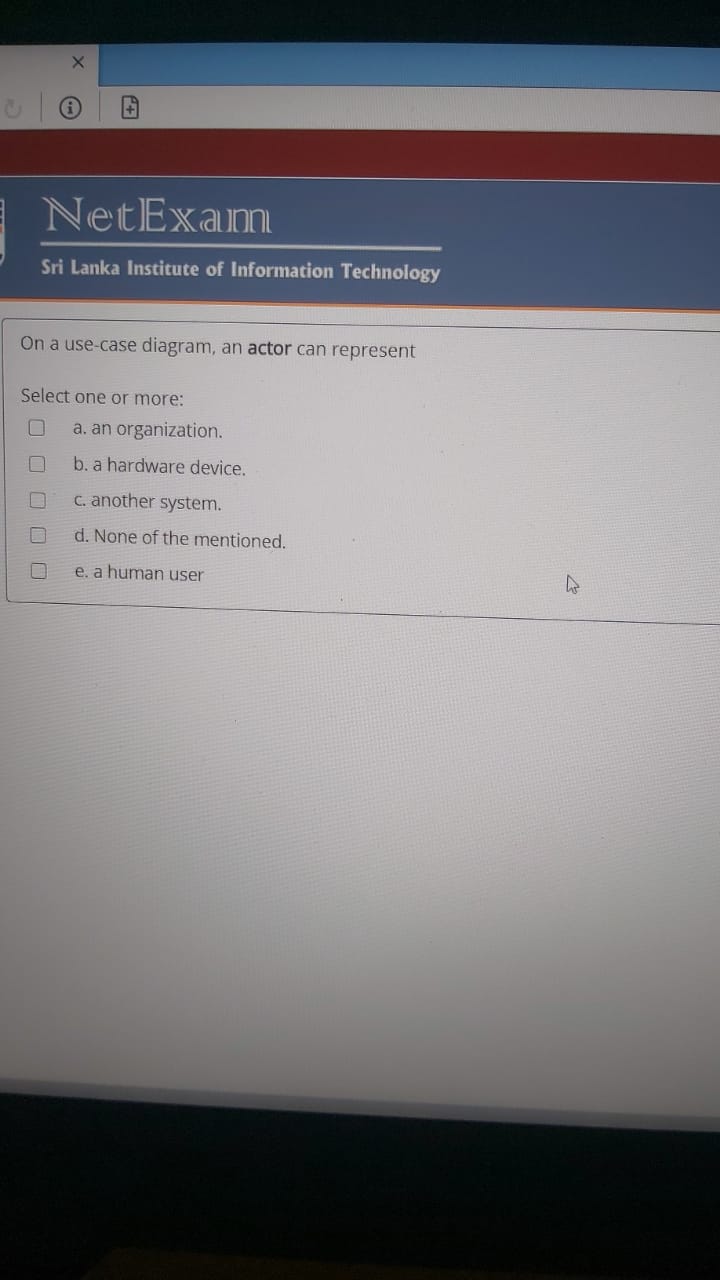 NetExam
Sri Lanka Institute of Information Technology
On a use-case diagram, an actor can represent
Select one or more:
a. an organization.
b. a hardware device.
c. another system.
d. None of the mentioned.
e. a human user